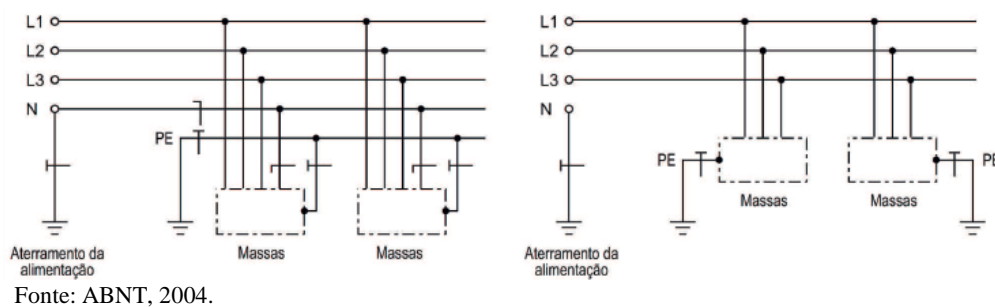 L1
L2
L3
N
PE
Massas
Massas
Aterramento da
alimentação
L1
L2
L3
N
PE
PE
Massas
Massas
Aterramento da
alimentação
Fonte: ABNT, 2004.